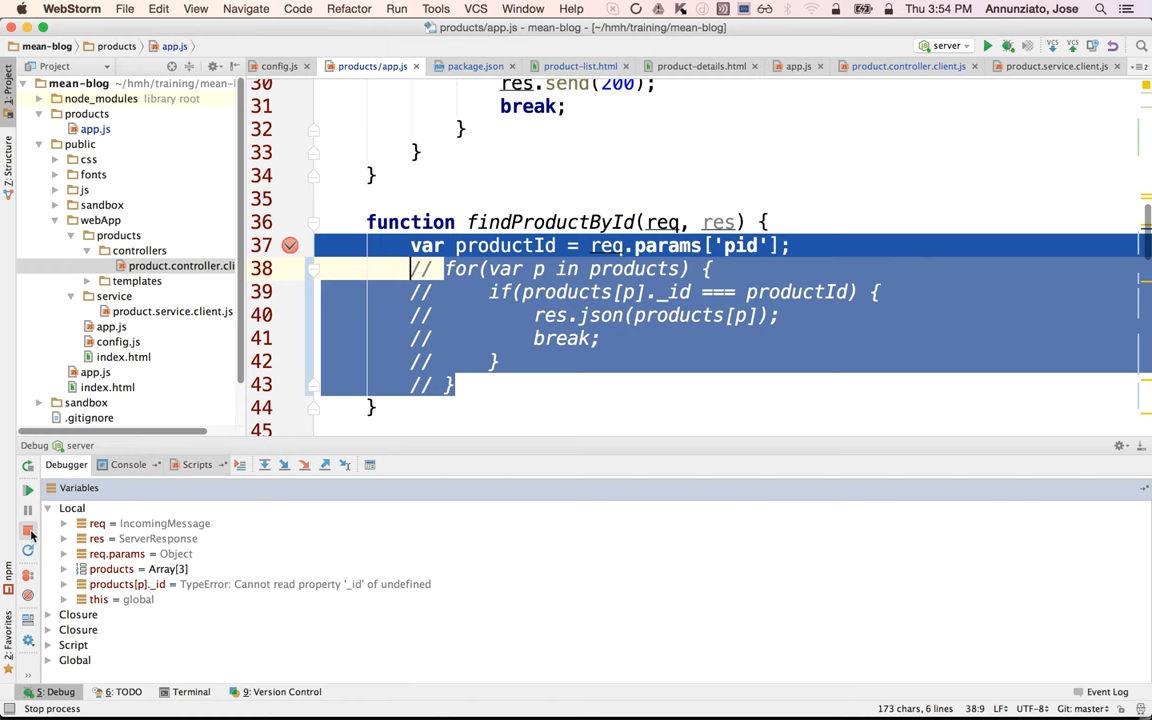 WebStorm File Edit View Navigate Code Refactor Run Tools VCS Window Help Thu 3:54 PM Annunziato, Jose
products/app.js - mean-blog - [~/hmh/training/mean-blog]
mean-blog products app.js server
Project config.js products/app.js package.json product-list.html product-details.html app.js product.controller.client.js product.service.client.js
1: Project
Z: Structure
npm
2: Favorites
mean-blog ~/hmh/training/mean-
node_modules library root
products
app.js
public
css
fonts
js
sandbox
webApp
products
controllers
product.controller.cli
templates
service
product.service.client.js
app.js
config.js
index.html
app.js
index.html
sandbox
.gitignore
30 res.send(200);
31 break;
32 }
33 }
34 }
35
36 function findProductById(req, res) {
37 var productId = req.params['pid'];
38 // for(var p in products) {
39 // if(products[p]._id === productId) {
40 // res.json(products[p]);
41 // break;
42 // }
43 // }
44 }
45
Debug server
Debugger Console Scripts
Variables
Local
req = IncomingMessage
res = ServerResponse
req.params = Object
products = Array[3]
products[p]._id = TypeError: Cannot read property '_id' of undefined
this = global
Closure
Closure
Script
Global
5: Debug 6: TODO Terminal 9: Version Control Event Log
Stop process 173 chars, 6 lines 38:9 LF UTF-8 Git: master